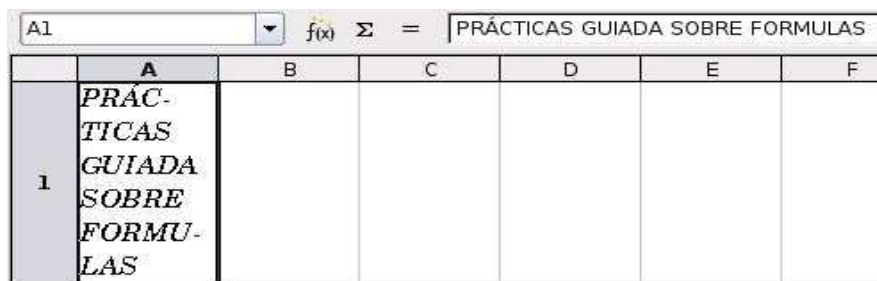 A1 f(x) Σ = PRÁCTICAS GUIADA SOBRE FORMULAS
A B C D E F
1
PRÁC-
TICAS
GUIADA
SOBRE
FORMU-
LAS